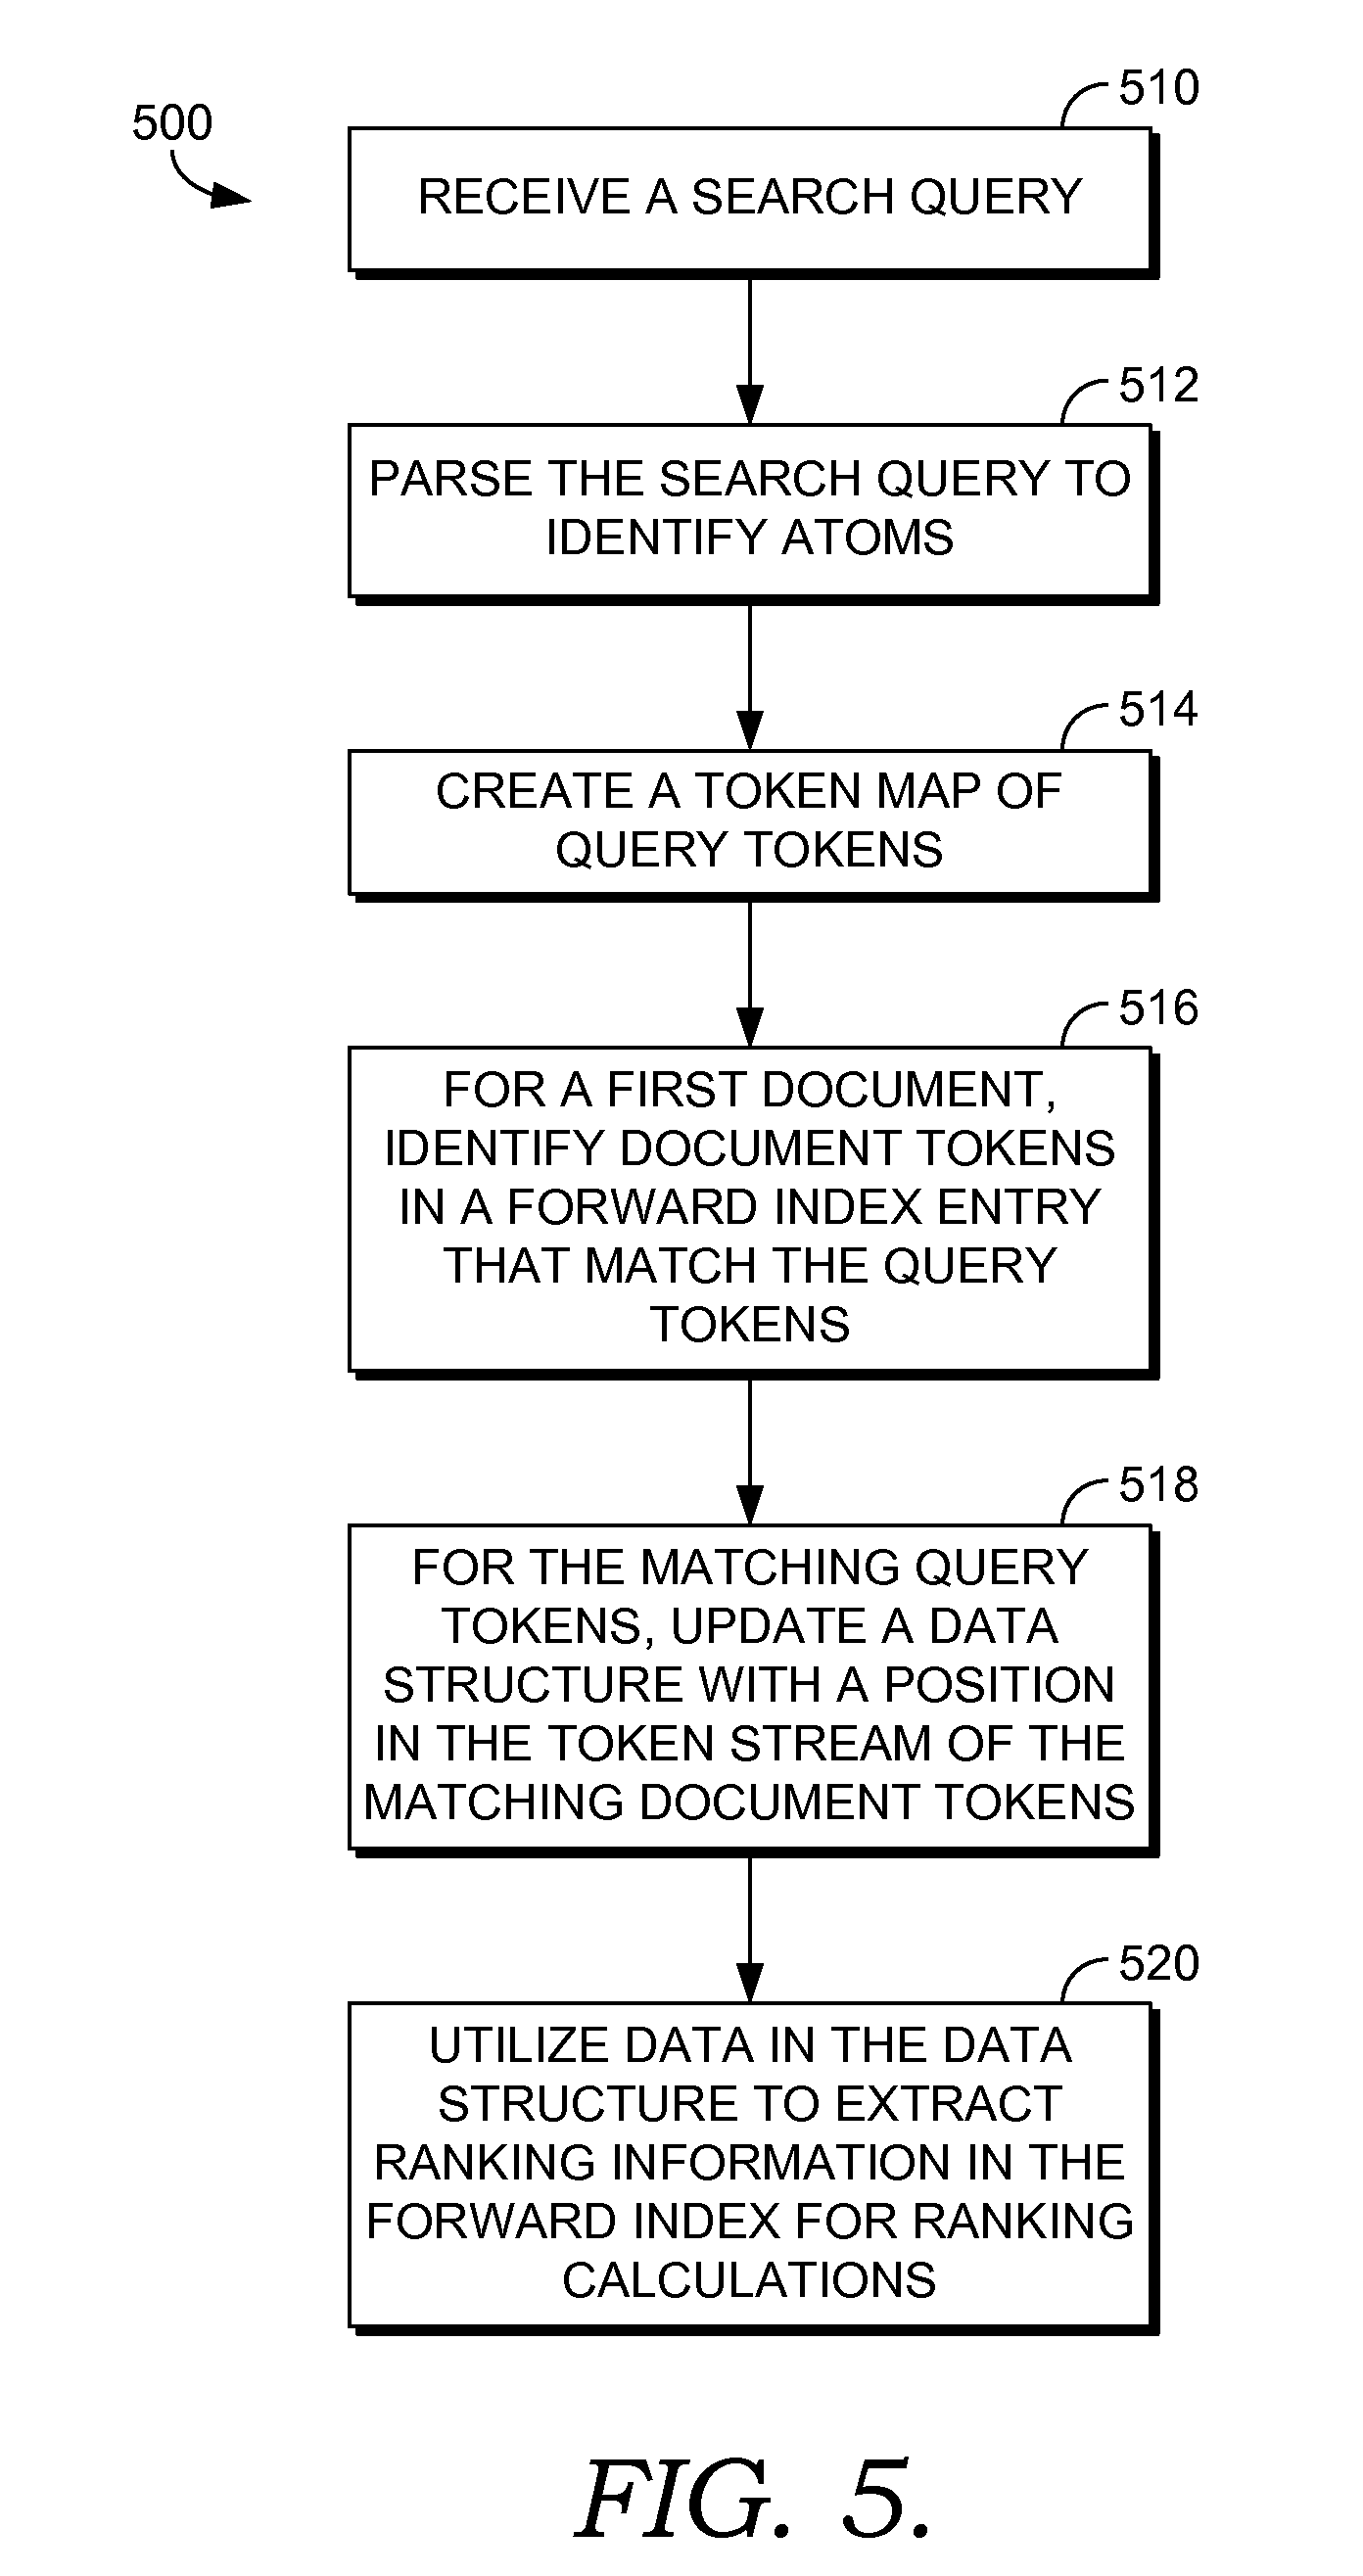 500
510
RECEIVE A SEARCH QUERY
512
PARSE THE SEARCH QUERY TO
IDENTIFY ATOMS
514
CREATE A TOKEN MAP OF
QUERY TOKENS
516
FOR A FIRST DOCUMENT,
IDENTIFY DOCUMENT TOKENS
IN A FORWARD INDEX ENTRY
THAT MATCH THE QUERY
TOKENS
518
FOR THE MATCHING QUERY
TOKENS, UPDATE A DATA
STRUCTURE WITH A POSITION
IN THE TOKEN STREAM OF THE
MATCHING DOCUMENT TOKENS
520
UTILIZE DATA IN THE DATA
STRUCTURE TO EXTRACT
RANKING INFORMATION IN THE
FORWARD INDEX FOR RANKING
CALCULATIONS
FIG. 5.